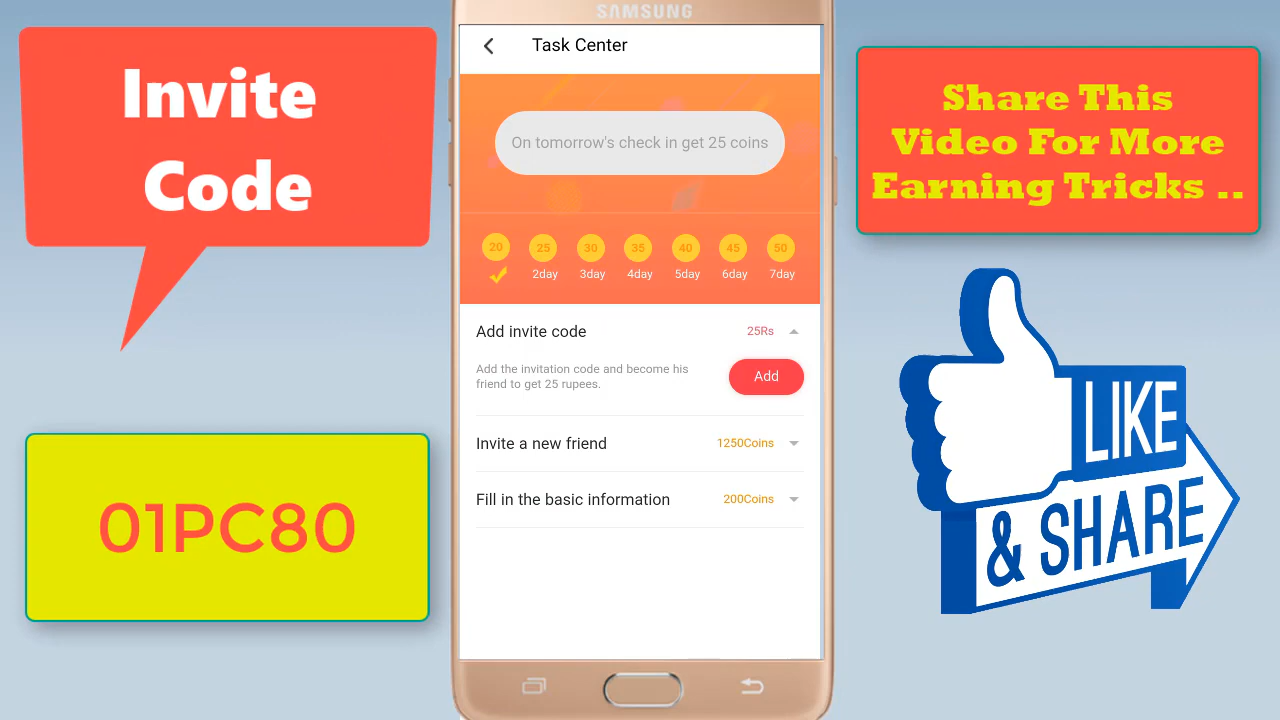 Invite
Code
01PC80
SAMSUNG
Task Center
On tomorrow's check in get 25 coins
20 25 30 35 40 45 50
2day 3day 4day 5day 6day 7day
Add invite code 25Rs
Add the invitation code and become his
friend to get 25 rupees.
Add
Invite a new friend 1250Coins
Fill in the basic information 200Coins
Share This
Video For More
Earning Tricks ..
LIKE
& SHARE